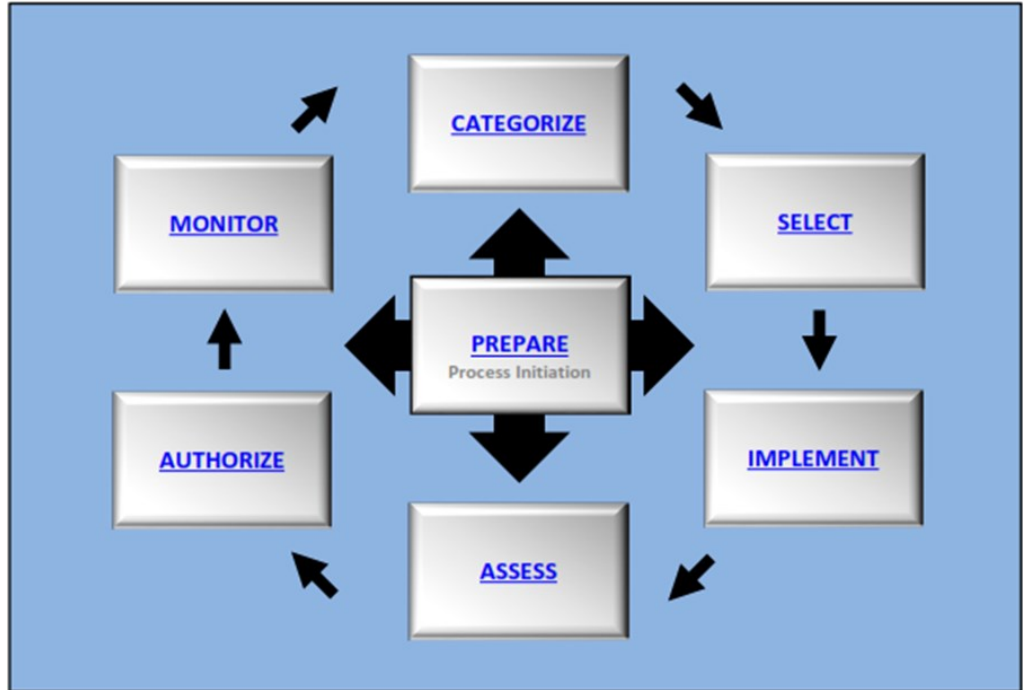 CATEGORIZE
SELECT
MONITOR
PREPARE
Process Initiation
AUTHORIZE
IMPLEMENT
ASSESS